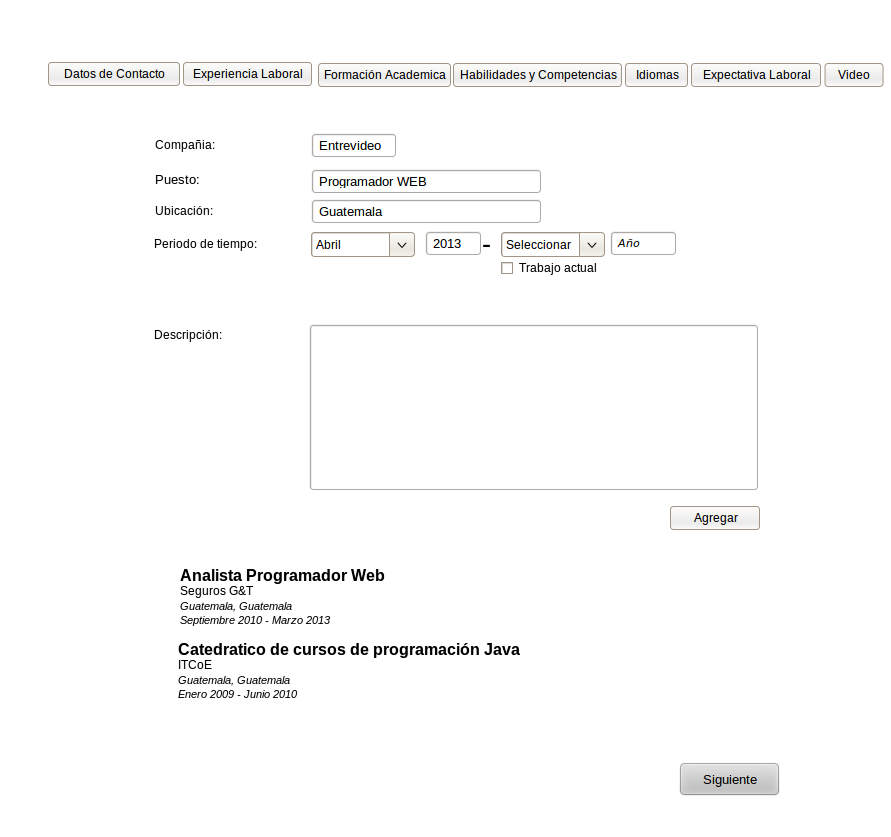 Datos de Contacto Experiencia Laboral Formación Academica Habilidades y Competencias Idiomas Expectativa Laboral Video
Compañia: Entrevideo
Puesto: Programador WEB
Ubicación: Guatemala
Periodo de tiempo: Abril 2013 - Seleccionar Año
Trabajo actual
Descripción:
Agregar
Analista Programador Web
Seguros G&T
Guatemala, Guatemala
Septiembre 2010 - Marzo 2013
Catedratico de cursos de programación Java
ITCoE
Guatemala, Guatemala
Enero 2009 - Junio 2010
Siguiente